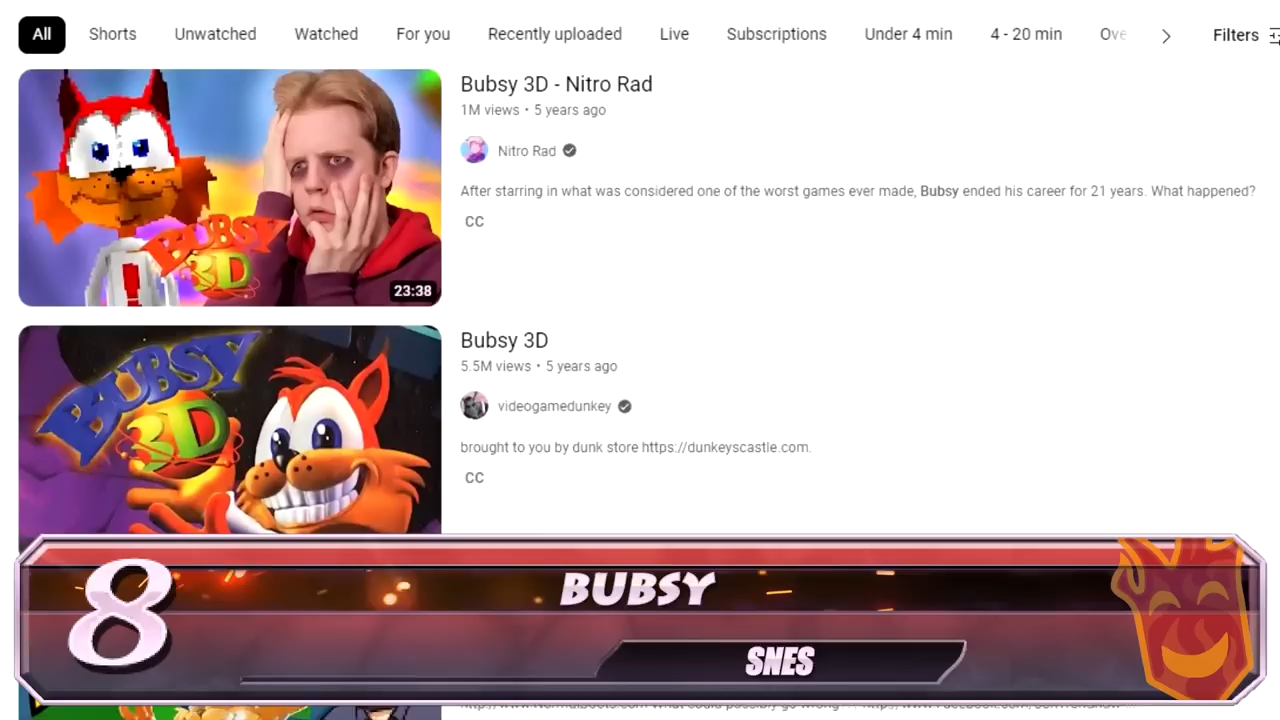 All
Shorts
Unwatched
Watched
For you
Recently uploaded
Live
Subscriptions
Under 4 min
4 - 20 min
Filters
BUBSY
3D
23:38
Bubsy 3D - Nitro Rad
1M views • 5 years ago
Nitro Rad
After starring in what was considered one of the worst games ever made, Bubsy ended his career for 21 years. What happened?
CC
BUBSY
3D
Bubsy 3D
5.5M views • 5 years ago
videogamedunkey
brought to you by dunk store https://dunkeyscastle.com.
CC
8
BUBSY
SNES